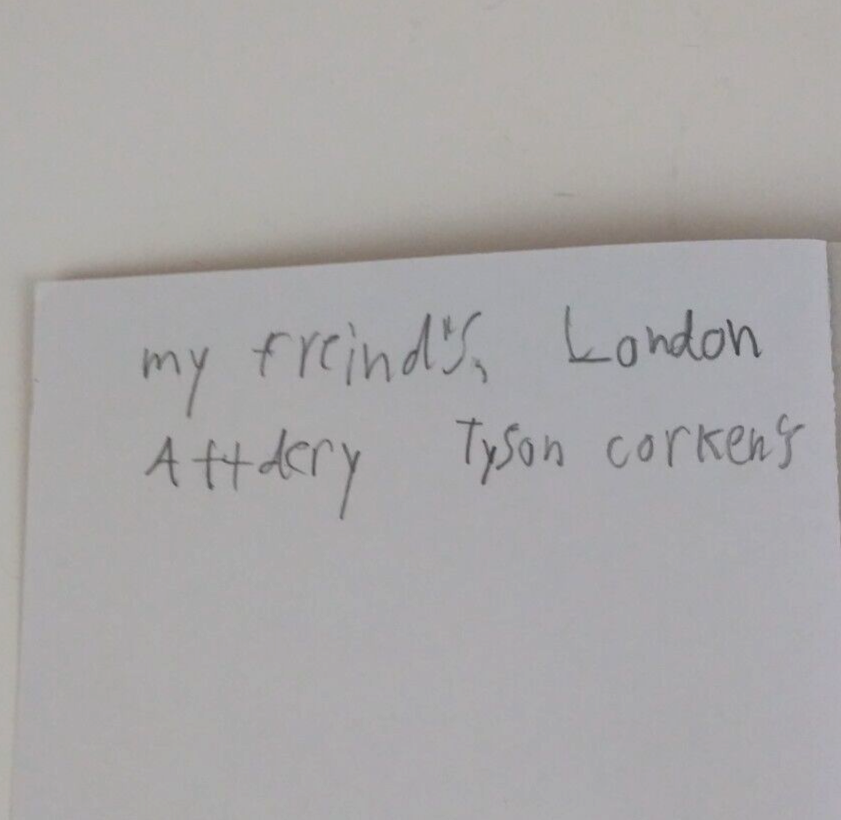 my freind's, London
Attdery Tyson corkens